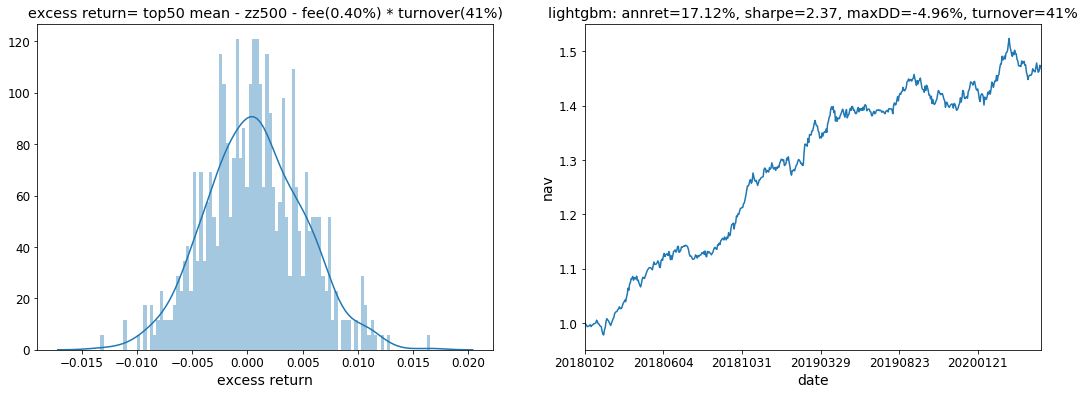 excess return= top50 mean - zz500 - fee(0.40%) * turnover(41%)
120
100
80
60
40
20
0
−0.015 −0.010 −0.005 0.000 0.005 0.010 0.015 0.020
excess return
lightgbm: annret=17.12%, sharpe=2.37, maxDD=-4.96%, turnover=41%
1.5
1.4
1.3
1.2
1.1
1.0
nav
20180102 20180604 20181031 20190329 20190823 20200121
date